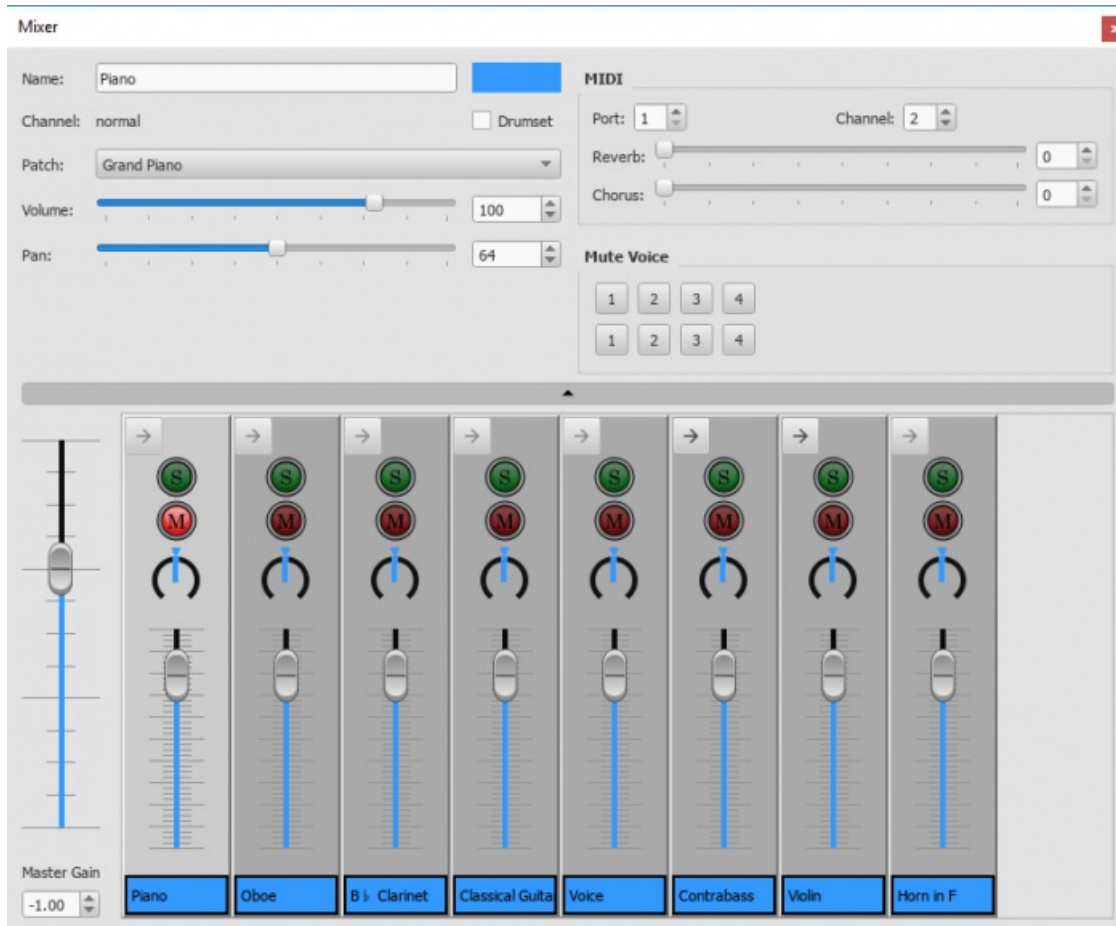 Mixer
x
Name: Piano
MIDI
Channel: normal
Drumset
Port: 1
Channel: 2
Patch: Grand Piano
Reverb: 0
Volume: 100
Chorus: 0
Pan: 64
Mute Voice
1 2 3 4
1 2 3 4
S S S S S S S S
M M M M M M M M
Master Gain
-1.00
Piano
Oboe
B♭ Clarinet
Classical Guita
Voice
Contrabass
Violin
Horn in F